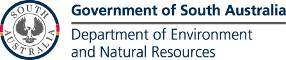 SOUTH
AUSTRALIA
Government of South Australia
Department of Environment
and Natural Resources